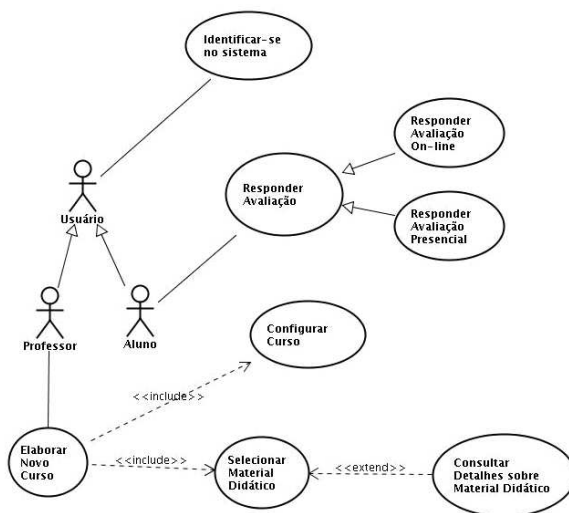 Identificar-se
no sistema
Responder
Avaliação
On-line
Usuário
Responder
Avaliação
Responder
Avaliação
Presencial
Professor
Aluno
Configurar
Curso
<<include>>
Elaborar
Novo
Curso
<<include>>
Selecionar
Material
Didático
<<extend>>
Consultar
Detalhes sobre
Material Didático